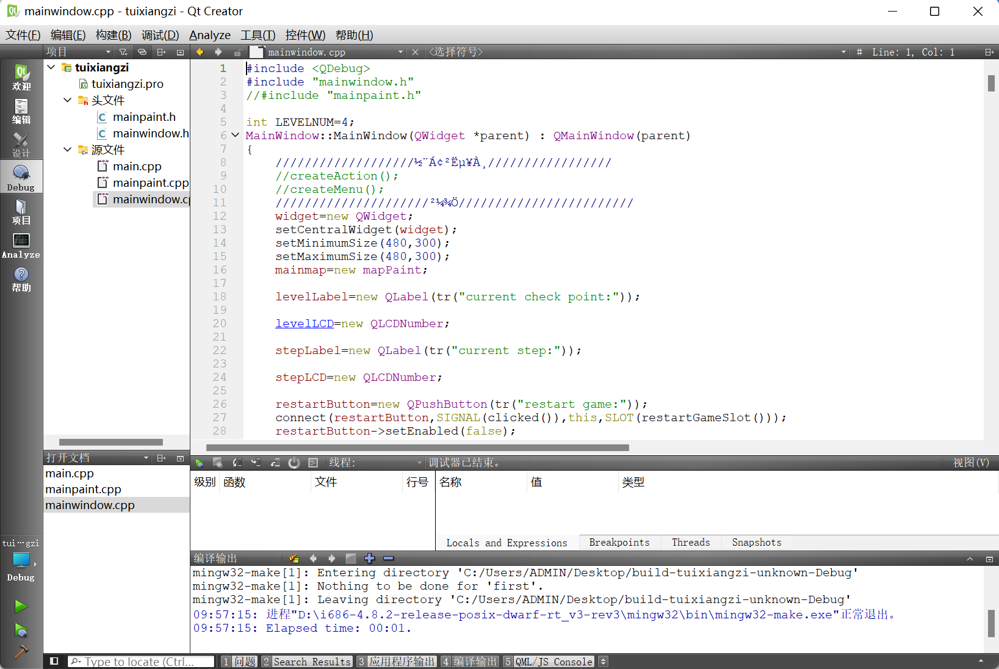 mainwindow.cpp - tuixiangzi - Qt Creator
文件(F) 编辑(E) 构建(B) 调试(D) Analyze 工具(T) 控件(W) 帮助(H)
项目
mainwindow.cpp
<选择符号>
# Line: 1, Col: 1
欢迎
编辑
设计
Debug
项目
Analyze
帮助
tuixiangzi
tuixiangzi.pro
头文件
mainpaint.h
mainwindow.h
源文件
main.cpp
mainpaint.cpp
mainwindow.cp
1 #include <QDebug>
2 #include "mainwindow.h"
3 //#include "mainpaint.h"
4
5 int LEVELNUM=4;
6 MainWindow::MainWindow(QWidget *parent) : QMainWindow(parent)
7 {
8 ///////////////////½¨Á¢²Ëµ¥À¸/////////////////
9 //createAction();
10 //createMenu();
11 /////////////////////²¼¾Ö////////////////////////
12 widget=new QWidget;
13 setCentralWidget(widget);
14 setMinimumSize(480,300);
15 setMaximumSize(480,300);
16 mainmap=new mapPaint;
17
18 levelLabel=new QLabel(tr("current check point:"));
19
20 levelLCD=new QLCDNumber;
21
22 stepLabel=new QLabel(tr("current step:"));
23
24 stepLCD=new QLCDNumber;
25
26 restartButton=new QPushButton(tr("restart game:"));
27 connect(restartButton,SIGNAL(clicked()),this,SLOT(restartGameSlot()));
28 restartButton->setEnabled(false);
打开文档
main.cpp
mainpaint.cpp
mainwindow.cpp
线程:
调试器已结束。
视图(V)
级别 函数 文件 行号 名称 值 类型
Locals and Expressions Breakpoints Threads Snapshots
编译输出
mingw32-make[1]: Entering directory 'C:/Users/ADMIN/Desktop/build-tuixiangzi-unknown-Debug'
mingw32-make[1]: Nothing to be done for 'first'.
mingw32-make[1]: Leaving directory 'C:/Users/ADMIN/Desktop/build-tuixiangzi-unknown-Debug'
09:57:15: 进程"D:\i686-4.8.2-release-posix-dwarf-rt_v3-rev3\mingw32\bin\mingw32-make.exe"正常退出。
09:57:15: Elapsed time: 00:01.
tui…gzi
Debug
Type to locate (Ctrl...
1 问题 2 Search Results 3 应用程序输出 4 编译输出 5 QML/JS Console